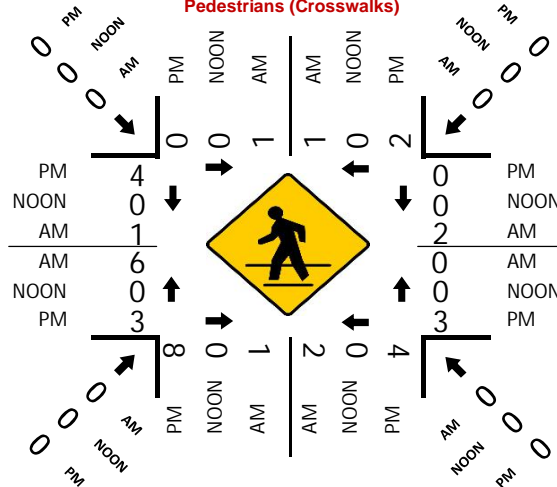 Pedestrians (Crosswalks)
PM NOON AM
0 0 0
PM NOON AM AM NOON PM
0 0 1 1 0 2
PM NOON AM
0 0 0
PM 4 0 PM
NOON 0 0 NOON
AM 1 2 AM
AM 6 0 AM
NOON 0 0 NOON
PM 3 3 PM
8 0 1 2 0 4
PM NOON AM AM NOON PM
0 0 0
AM NOON PM
0 0 0
AM NOON PM